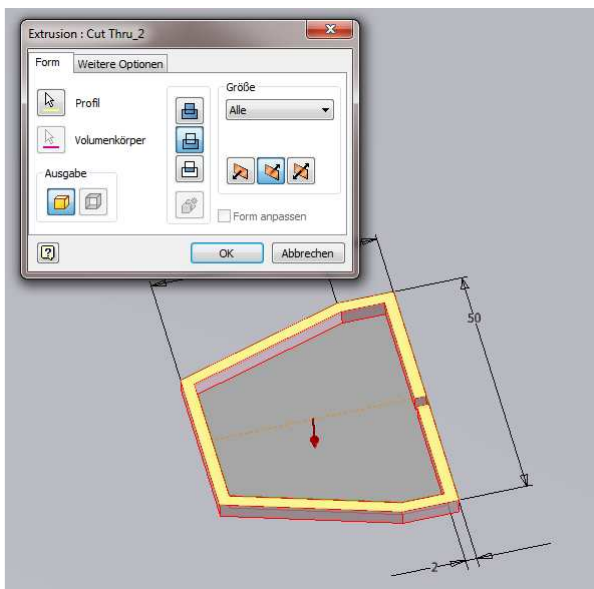 Extrusion : Cut Thru_2
Form Weitere Optionen
Profil
Volumenkörper
Ausgabe
Größe
Alle
Form anpassen
OK Abbrechen
50
2